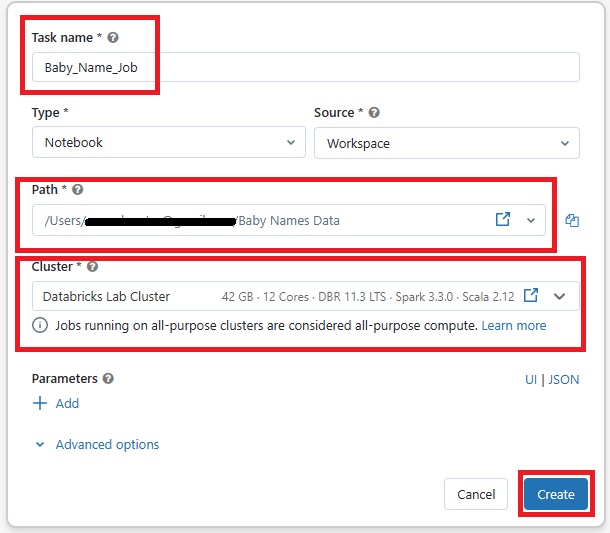 Task name *
Baby_Name_Job
Type * Source *
Notebook Workspace
Path *
/Users/ /Baby Names Data
Cluster *
Databricks Lab Cluster 42 GB · 12 Cores · DBR 11.3 LTS · Spark 3.3.0 · Scala 2.12
Jobs running on all-purpose clusters are considered all-purpose compute. Learn more
Parameters UI | JSON
Add
Advanced options
Cancel Create